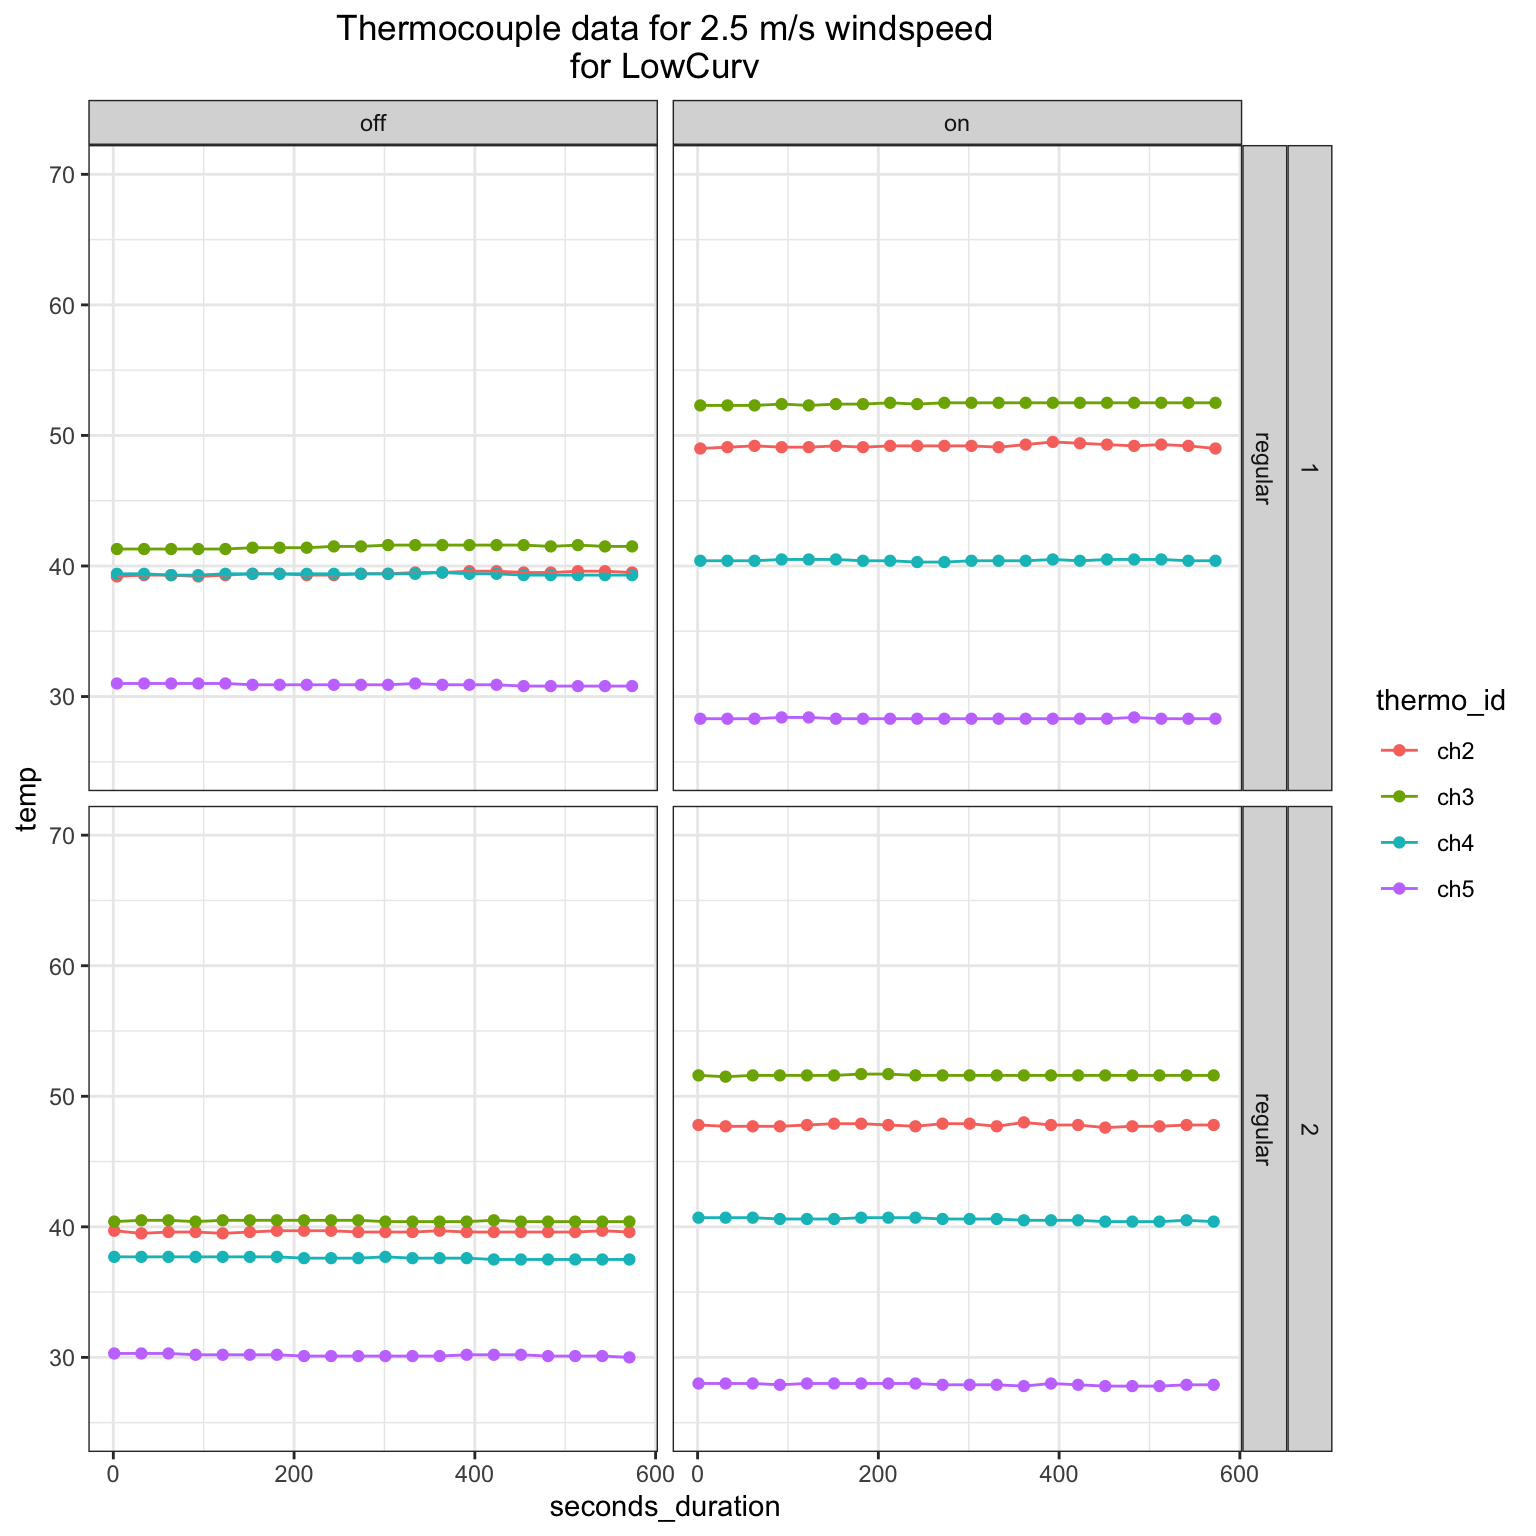 Thermocouple data for 2.5 m/s windspeed
for LowCurv
off
on
70
60
50
40
30
regular
1
70
60
50
40
30
regular
2
0
200
400
600
0
200
400
600
seconds_duration
temp
thermo_id
ch2
ch3
ch4
ch5